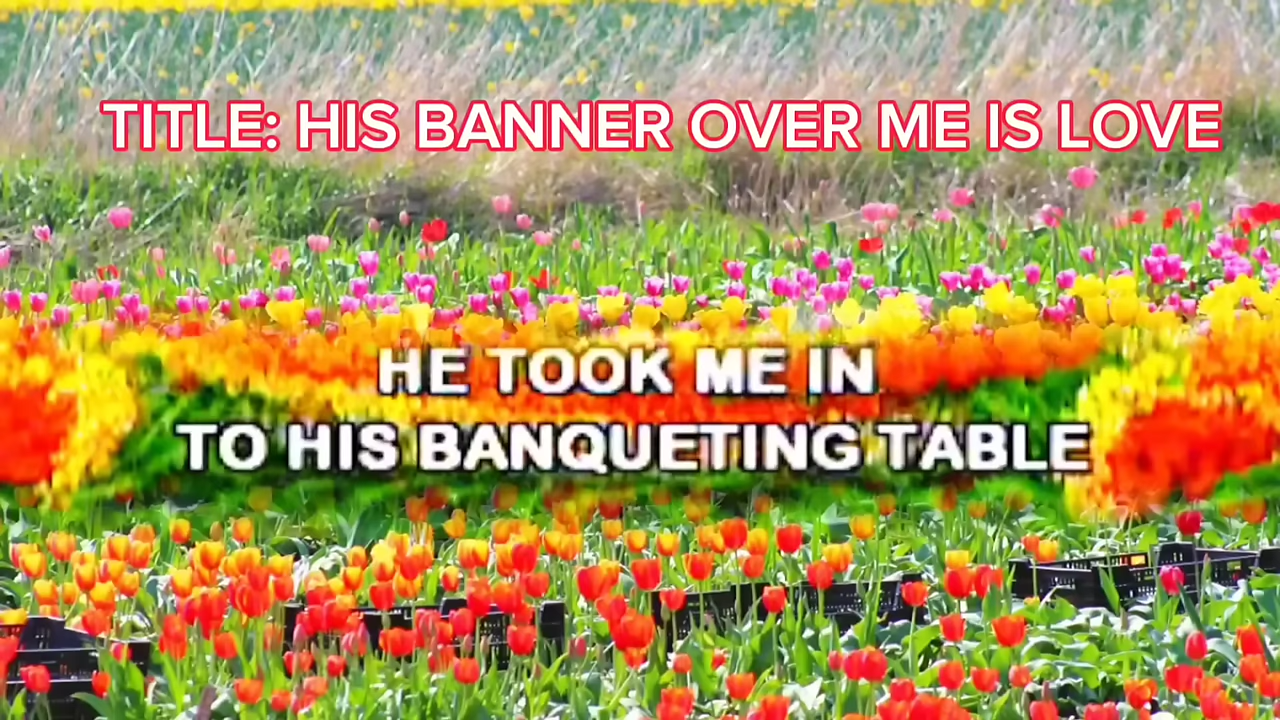 TITLE: HIS BANNER OVER ME IS LOVE
HE TOOK ME IN
TO HIS BANQUETING TABLE